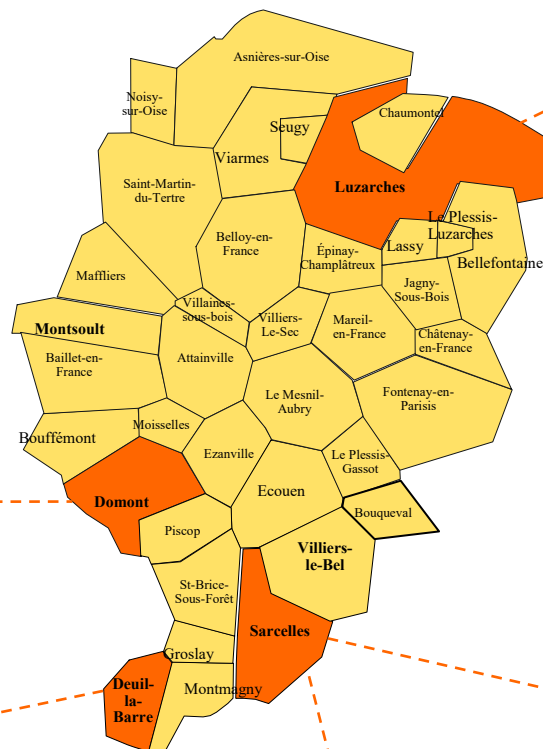 Asnières-sur-Oise
Noisy-
sur-Oise
Chaumontel
Seugy
Viarmes
Saint-Martin-
du-Tertre
Luzarches
Le Plessis-
Luzarches
Belloy-en-
France
Épinay-
Champlâtreux
Lassy
Bellefontaine
Maffliers
Jagny-
Sous-Bois
Villaines-
sous-bois
Villiers-
Le-Sec
Mareil-
en-France
Montsoult
Châtenay-
en-France
Baillet-en-
France
Attainville
Le Mesnil-
Aubry
Fontenay-en-
Parisis
Moisselles
Bouffémont
Ezanville
Le Plessis-
Gassot
Ecouen
Domont
Bouqueval
Piscop
Villiers-
le-Bel
St-Brice-
Sous-Forêt
Sarcelles
Groslay
Deuil-
la-
Barre
Montmagny